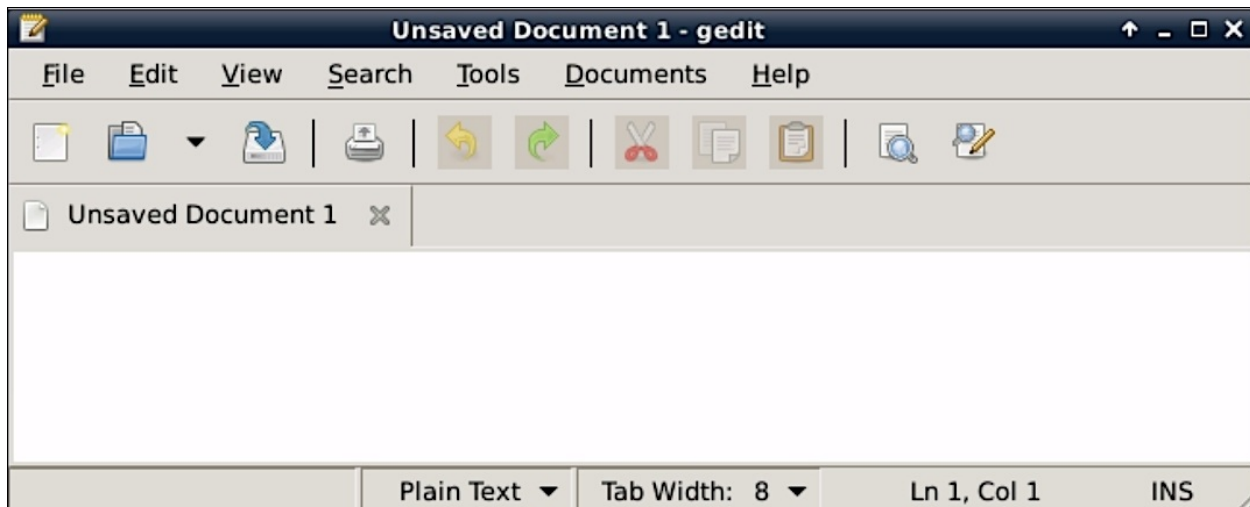 Unsaved Document 1 - gedit
File Edit View Search Tools Documents Help
Unsaved Document 1
Plain Text Tab Width: 8 Ln 1, Col 1 INS